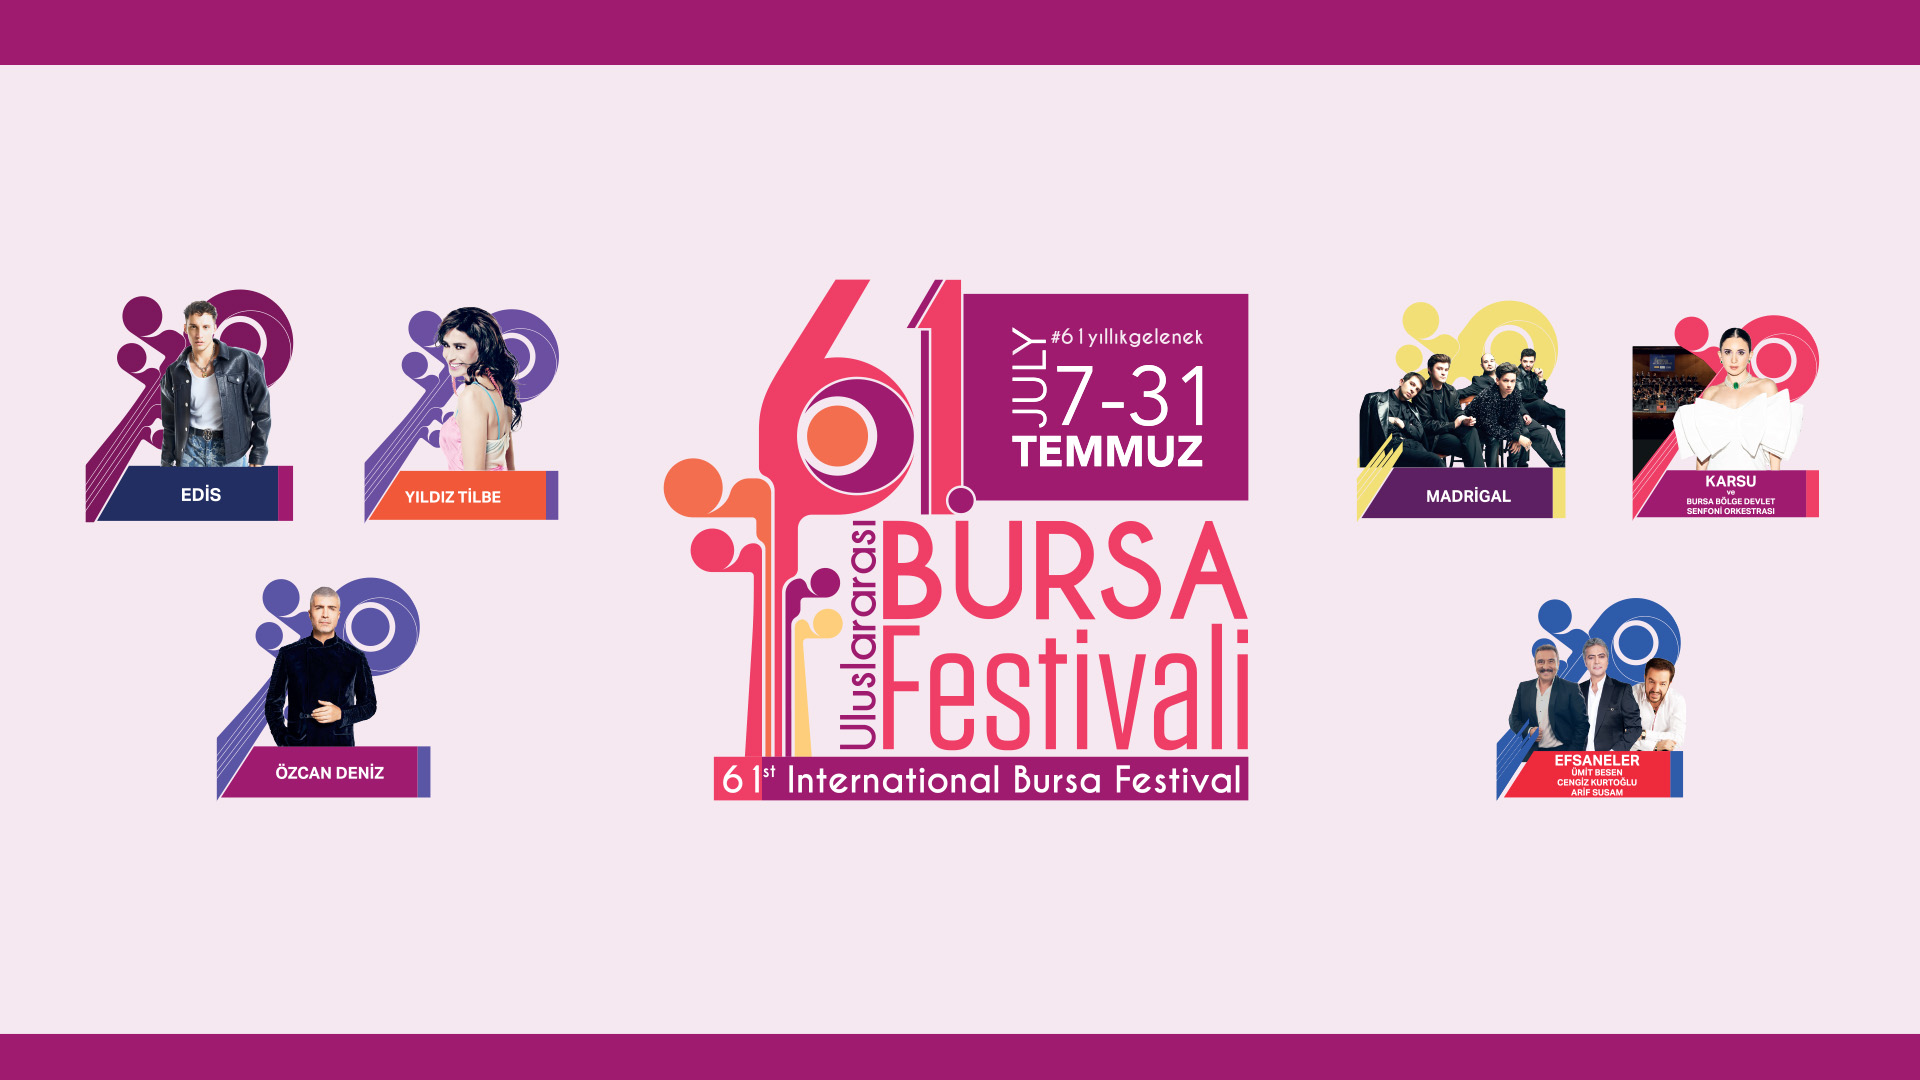 EDİS
YILDIZ TİLBE
ÖZCAN DENİZ
61.
#61yıllıkgelenek
JULY
7-31
TEMMUZ
Uluslararası
BURSA
Festivali
61st International Bursa Festival
MADRİGAL
KARSU
ve
BURSA BÖLGE DEVLET
SENFONİ ORKESTRASI
EFSANELER
ÜMİT BESEN
CENGİZ KURTOĞLU
ARİF SUSAM